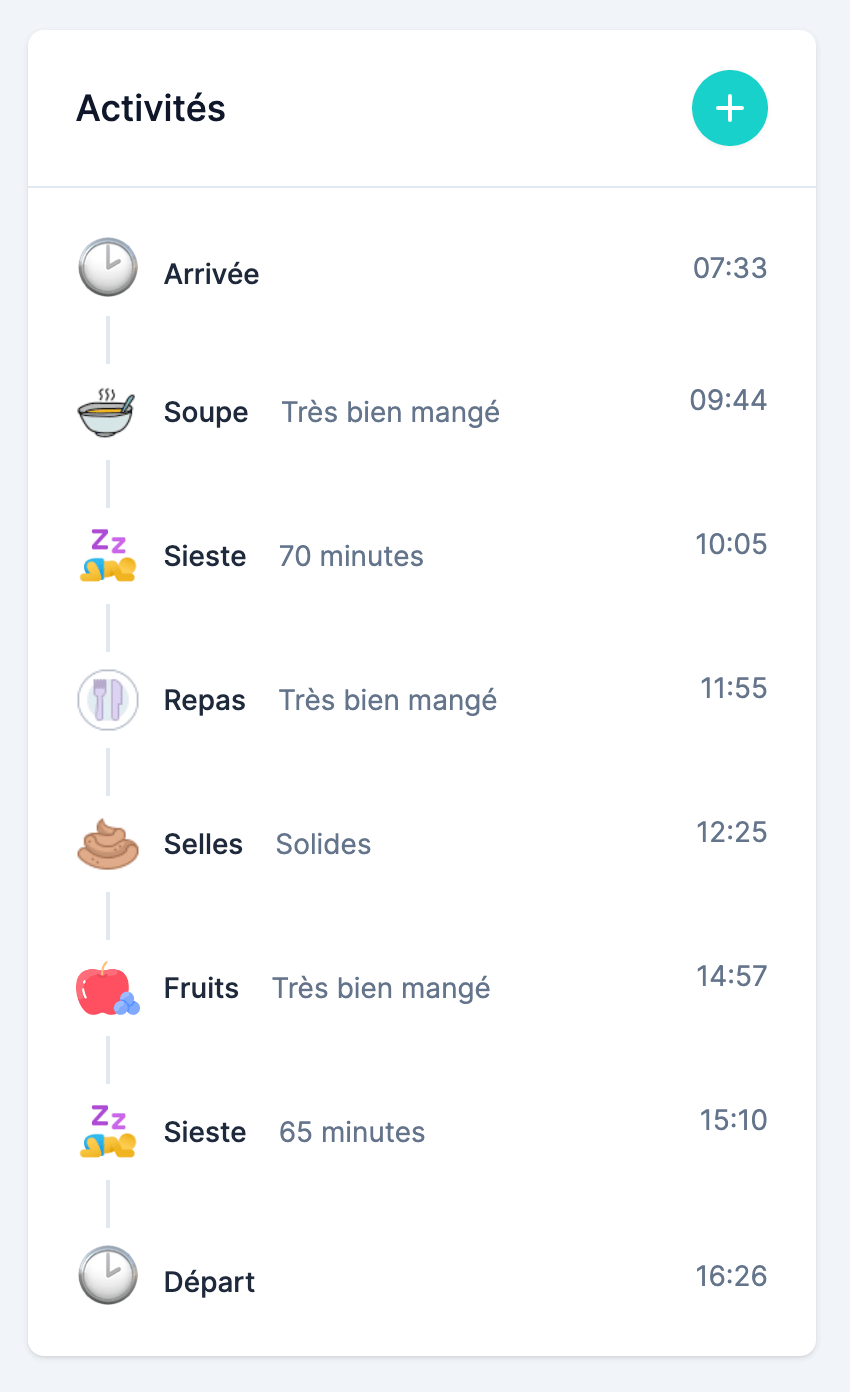 Activités
Arrivée 07:33
Soupe Très bien mangé 09:44
Sieste 70 minutes 10:05
Repas Très bien mangé 11:55
Selles Solides 12:25
Fruits Très bien mangé 14:57
Sieste 65 minutes 15:10
Départ 16:26